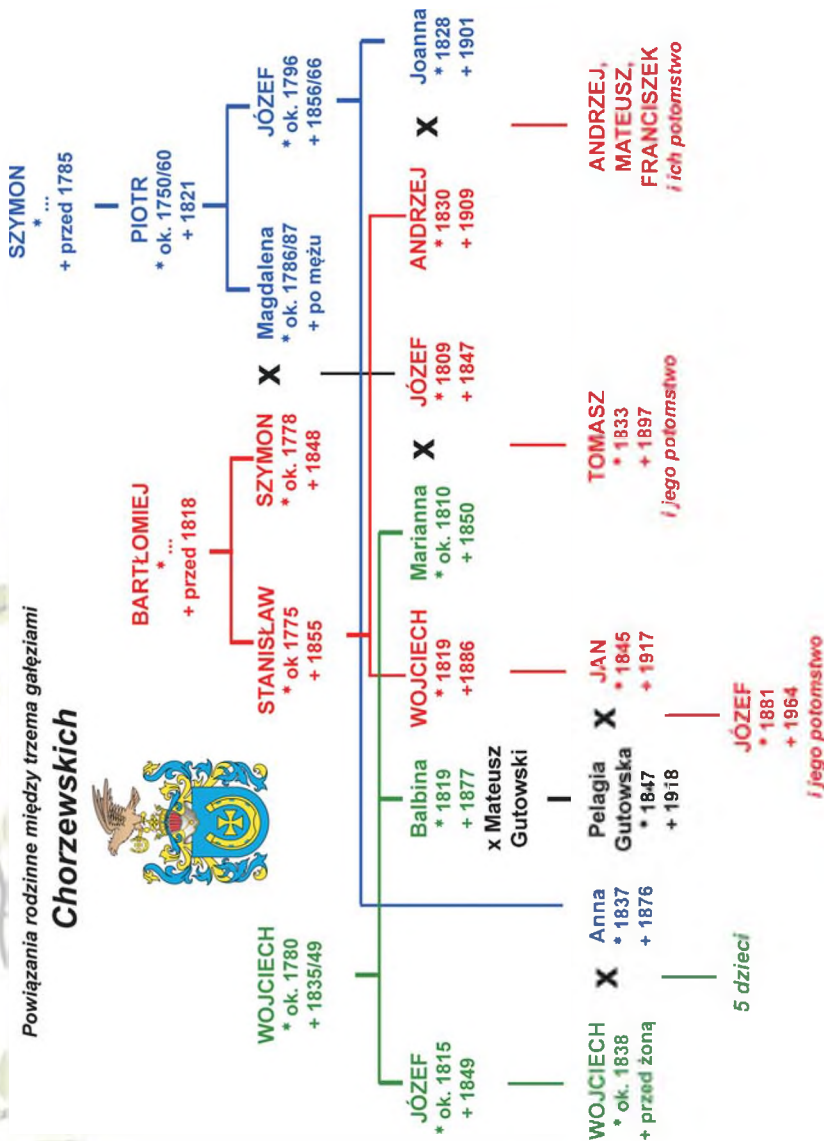 Powiązania rodzinne między trzema gałęziami
Chorzewskich
SZYMON
* ...
+ przed 1785
PIOTR
* ok. 1750/60
+ 1821
BARTŁOMIEJ
* ...
+ przed 1818
WOJCIECH
* ok. 1780
+ 1835/49
STANISŁAW
* ok 1775
+ 1855
SZYMON
* ok. 1778
+ 1848
X
Magdalena
* ok. 1786/87
+ po mężu
JÓZEF
* ok. 1796
+ 1856/66
JÓZEF
* ok. 1815
+ 1849
Balbina
* 1819
+ 1877
x Mateusz
Gutowski
WOJCIECH
* 1819
+1886
Marianna
* ok. 1810
+ 1850
X
JÓZEF
* 1809
+ 1847
ANDRZEJ
* 1830
+ 1909
X
Joanna
* 1828
+ 1901
WOJCIECH
* ok. 1838
+ przed żoną
X
Anna
* 1837
+ 1876
Pelagia
Gutowska
* 1847
+ 1918
X
JAN
* 1845
+ 1917
TOMASZ
* 1833
+ 1897
i jego potomstwo
ANDRZEJ,
MATEUSZ,
FRANCISZEK
i ich potomstwo
5 dzieci
JÓZEF
* 1881
+ 1964
i jego potomstwo